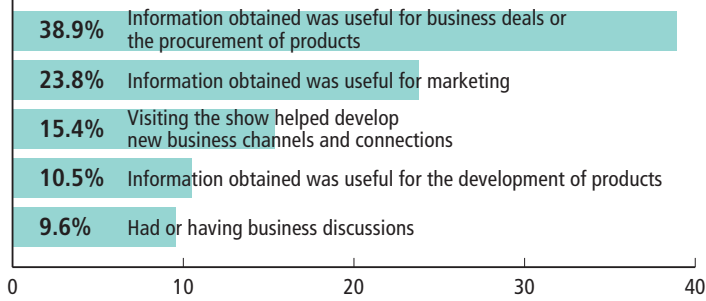 38.9% Information obtained was useful for business deals or
the procurement of products
23.8% Information obtained was useful for marketing
15.4% Visiting the show helped develop
new business channels and connections
10.5% Information obtained was useful for the development of products
9.6% Had or having business discussions
0 10 20 30 40